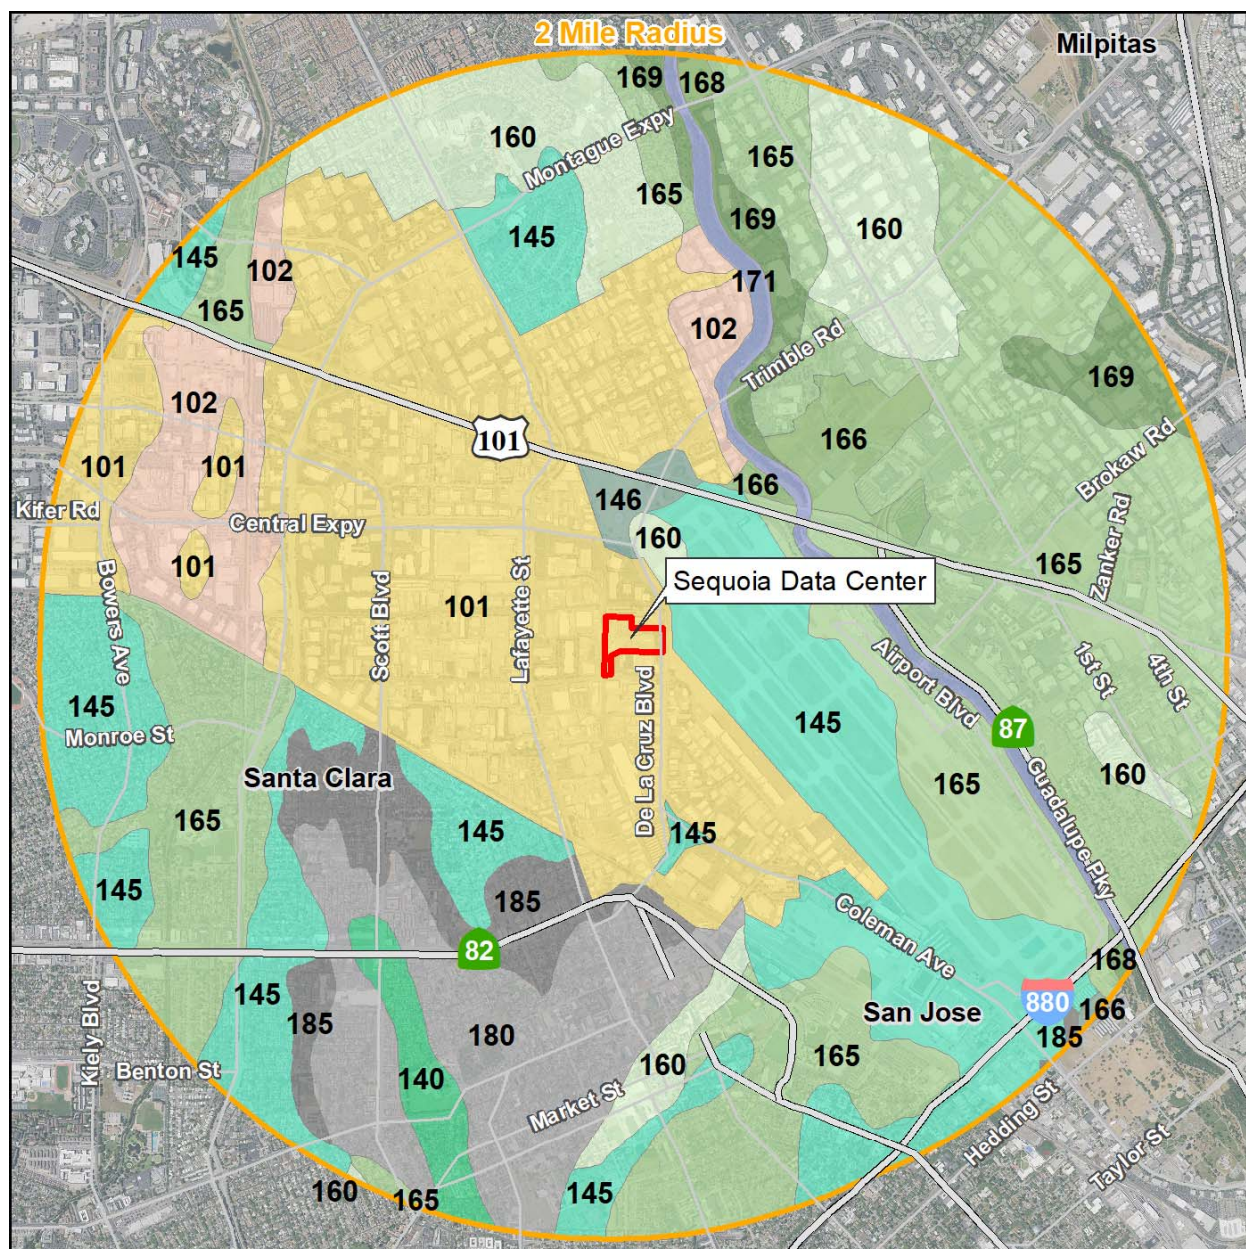 2 Mile Radius
Milpitas
169
168
160
Montague Expy
165
165
169
160
145
145
102
165
171
102
Trimble Rd
102
169
101
166
101
101
Brokaw Rd
146
166
Kifer Rd
Central Expy
160
Zanker Rd
101
165
Sequoia Data Center
101
Bowers Ave
Scott Blvd
Lafayette St
De La Cruz Blvd
Airport Blvd
1st St
4th St
145
145
87
Monroe St
160
Santa Clara
165
Guadalupe Pky
165
145
145
145
185
Coleman Ave
82
168
145
880
166
San Jose
185
185
180
Kiely Blvd
165
160
Benton St
140
Market St
Hedding St
Taylor St
160
165
145